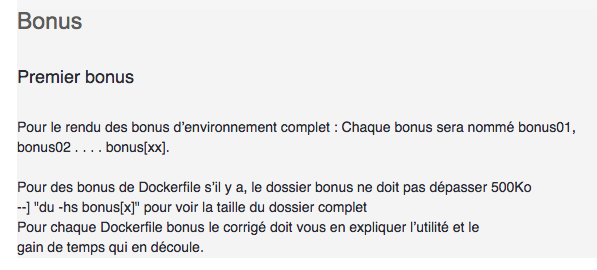 Bonus
Premier bonus
Pour le rendu des bonus d’environnement complet : Chaque bonus sera nommé bonus01,
bonus02 . . . . bonus[xx].
Pour des bonus de Dockerfile s’il y a, le dossier bonus ne doit pas dépasser 500Ko
--] "du -hs bonus[x]" pour voir la taille du dossier complet
Pour chaque Dockerfile bonus le corrigé doit vous en expliquer l’utilité et le
gain de temps qui en découle.